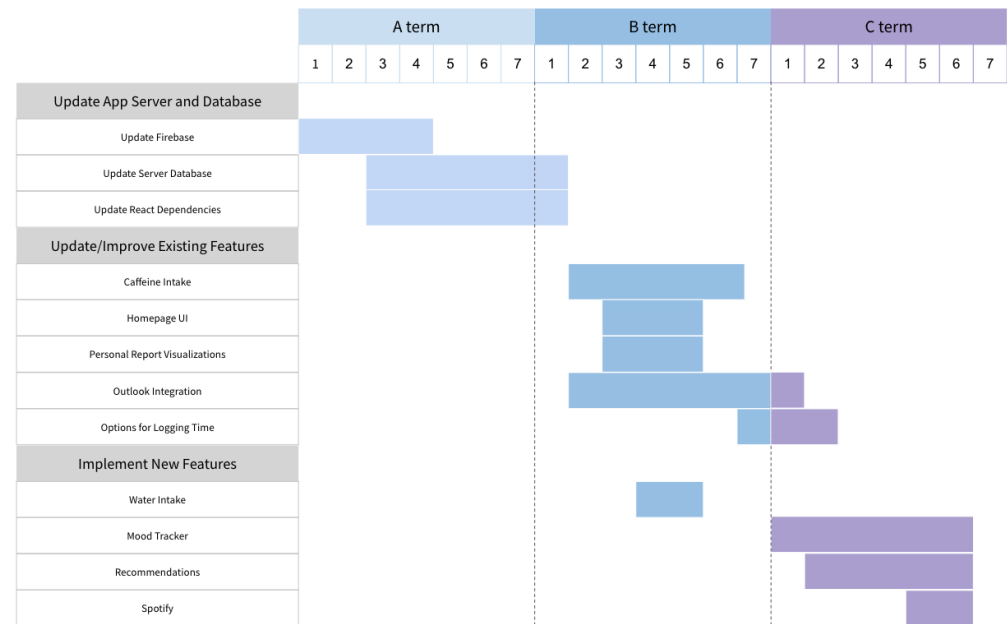 A term B term C term
1 2 3 4 5 6 7 1 2 3 4 5 6 7 1 2 3 4 5 6 7
Update App Server and Database
Update Firebase
Update Server Database
Update React Dependencies
Update/Improve Existing Features
Caffeine Intake
Homepage UI
Personal Report Visualizations
Outlook Integration
Options for Logging Time
Implement New Features
Water Intake
Mood Tracker
Recommendations
Spotify